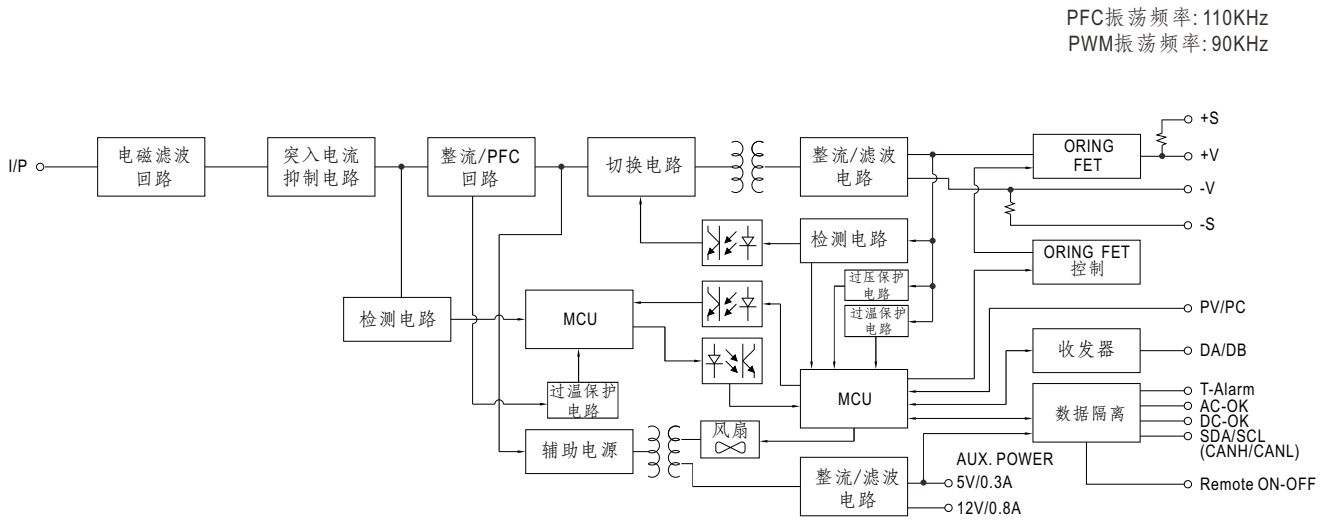 PFC振荡频率: 110KHz
PWM振荡频率: 90KHz
I/P
电磁滤波
回路
突入电流
抑制电路
整流/PFC
回路
切换电路
整流/滤波
电路
ORING
FET
+S
+V
-V
-S
检测电路
ORING FET
控制
过压保护
电路
过温保护
电路
检测电路
MCU
PV/PC
收发器
DA/DB
过温保护
电路
MCU
数据隔离
T-Alarm
AC-OK
DC-OK
SDA/SCL
(CANH/CANL)
辅助电源
风扇
整流/滤波
电路
AUX. POWER
5V/0.3A
12V/0.8A
Remote ON-OFF